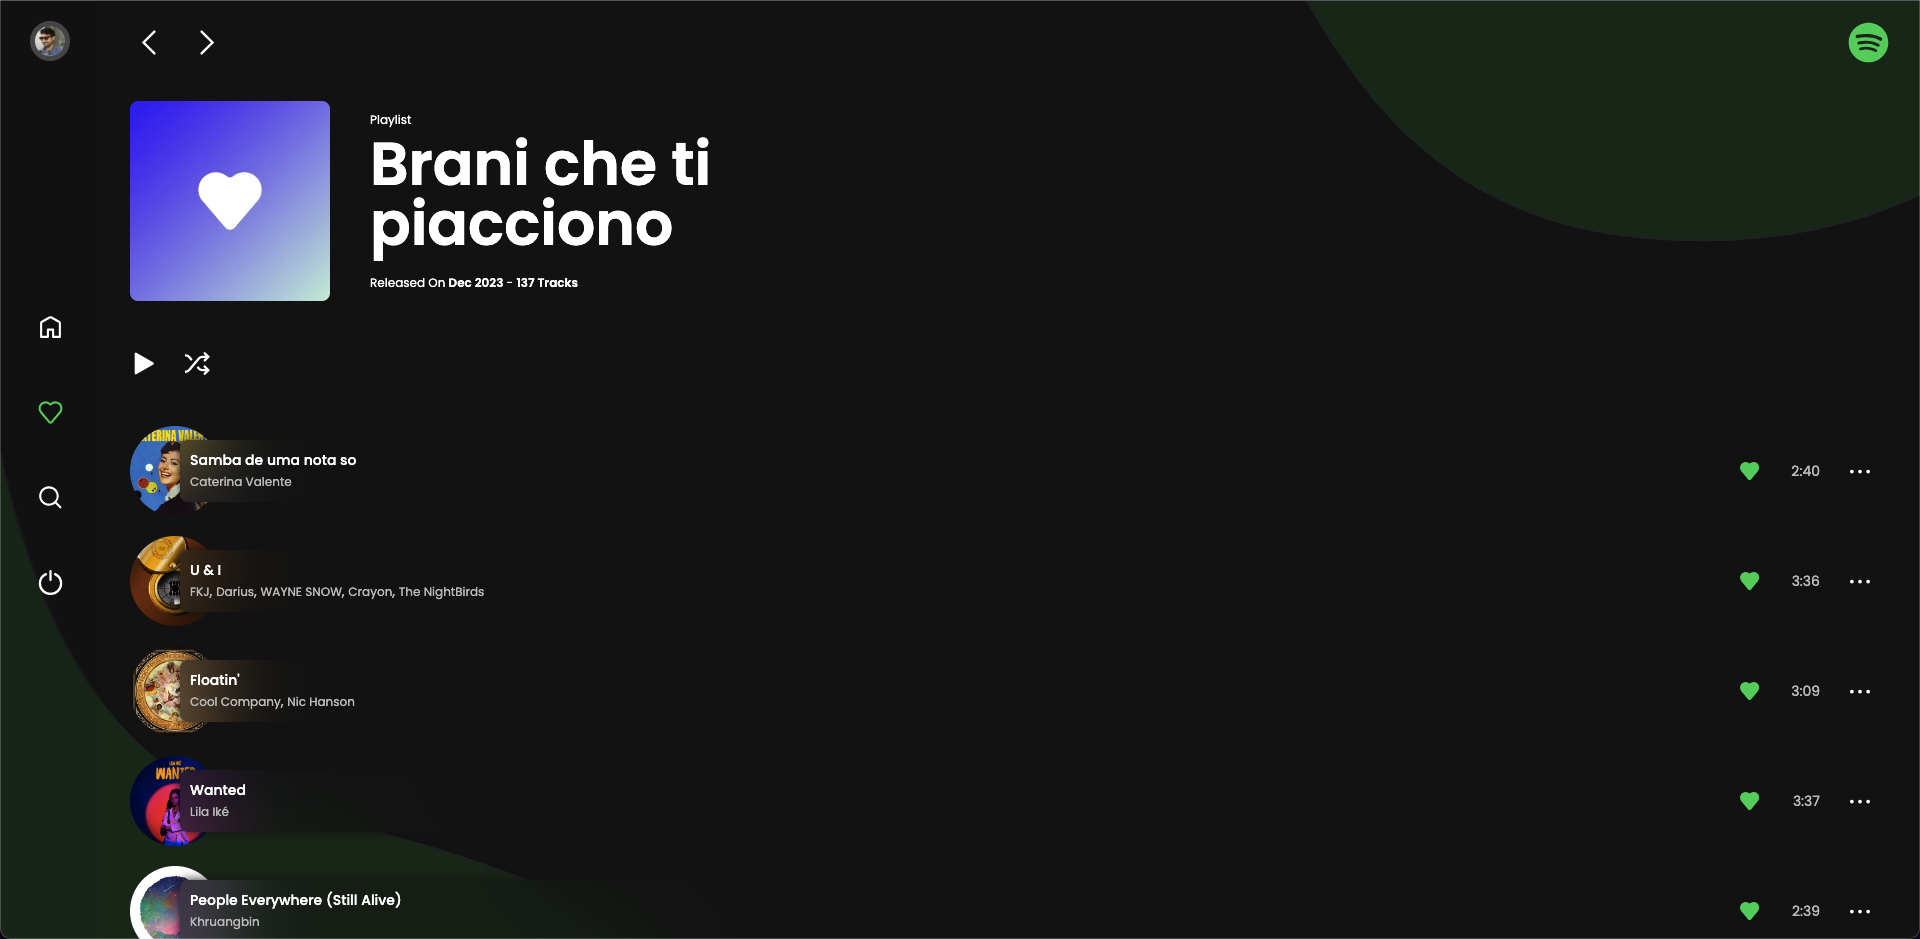 Playlist
Brani che ti
piacciono
Released On Dec 2023 - 137 Tracks
Samba de uma nota so
Caterina Valente
2:40
U & I
FKJ, Darius, WAYNE SNOW, Crayon, The NightBirds
3:36
Floatin'
Cool Company, Nic Hanson
3:09
WANTED
Wanted
Lila Iké
3:37
People Everywhere (Still Alive)
Khruangbin
2:39